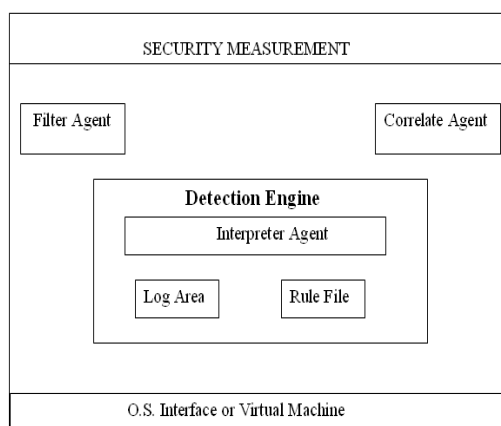 SECURITY MEASUREMENT
Filter Agent
Correlate Agent
Detection Engine
Interpreter Agent
Log Area
Rule File
O.S. Interface or Virtual Machine